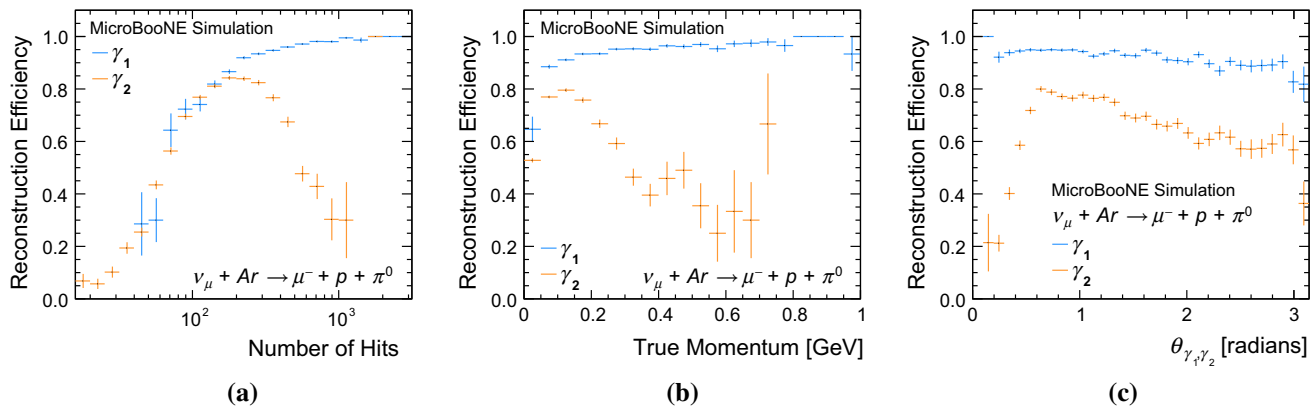 MicroBooNE Simulation
γ₁
γ₂
ν_μ + Ar → μ⁻ + p + π⁰
Reconstruction Efficiency
0.0
0.2
0.4
0.6
0.8
1.0
10²
10³
Number of Hits
(a)
MicroBooNE Simulation
γ₁
γ₂
ν_μ + Ar → μ⁻ + p + π⁰
Reconstruction Efficiency
0.0
0.2
0.4
0.6
0.8
1.0
0 0.2 0.4 0.6 0.8 1
True Momentum [GeV]
(b)
MicroBooNE Simulation
ν_μ + Ar → μ⁻ + p + π⁰
γ₁
γ₂
Reconstruction Efficiency
0.0
0.2
0.4
0.6
0.8
1.0
0 1 2 3
θ_γ₁,γ₂ [radians]
(c)